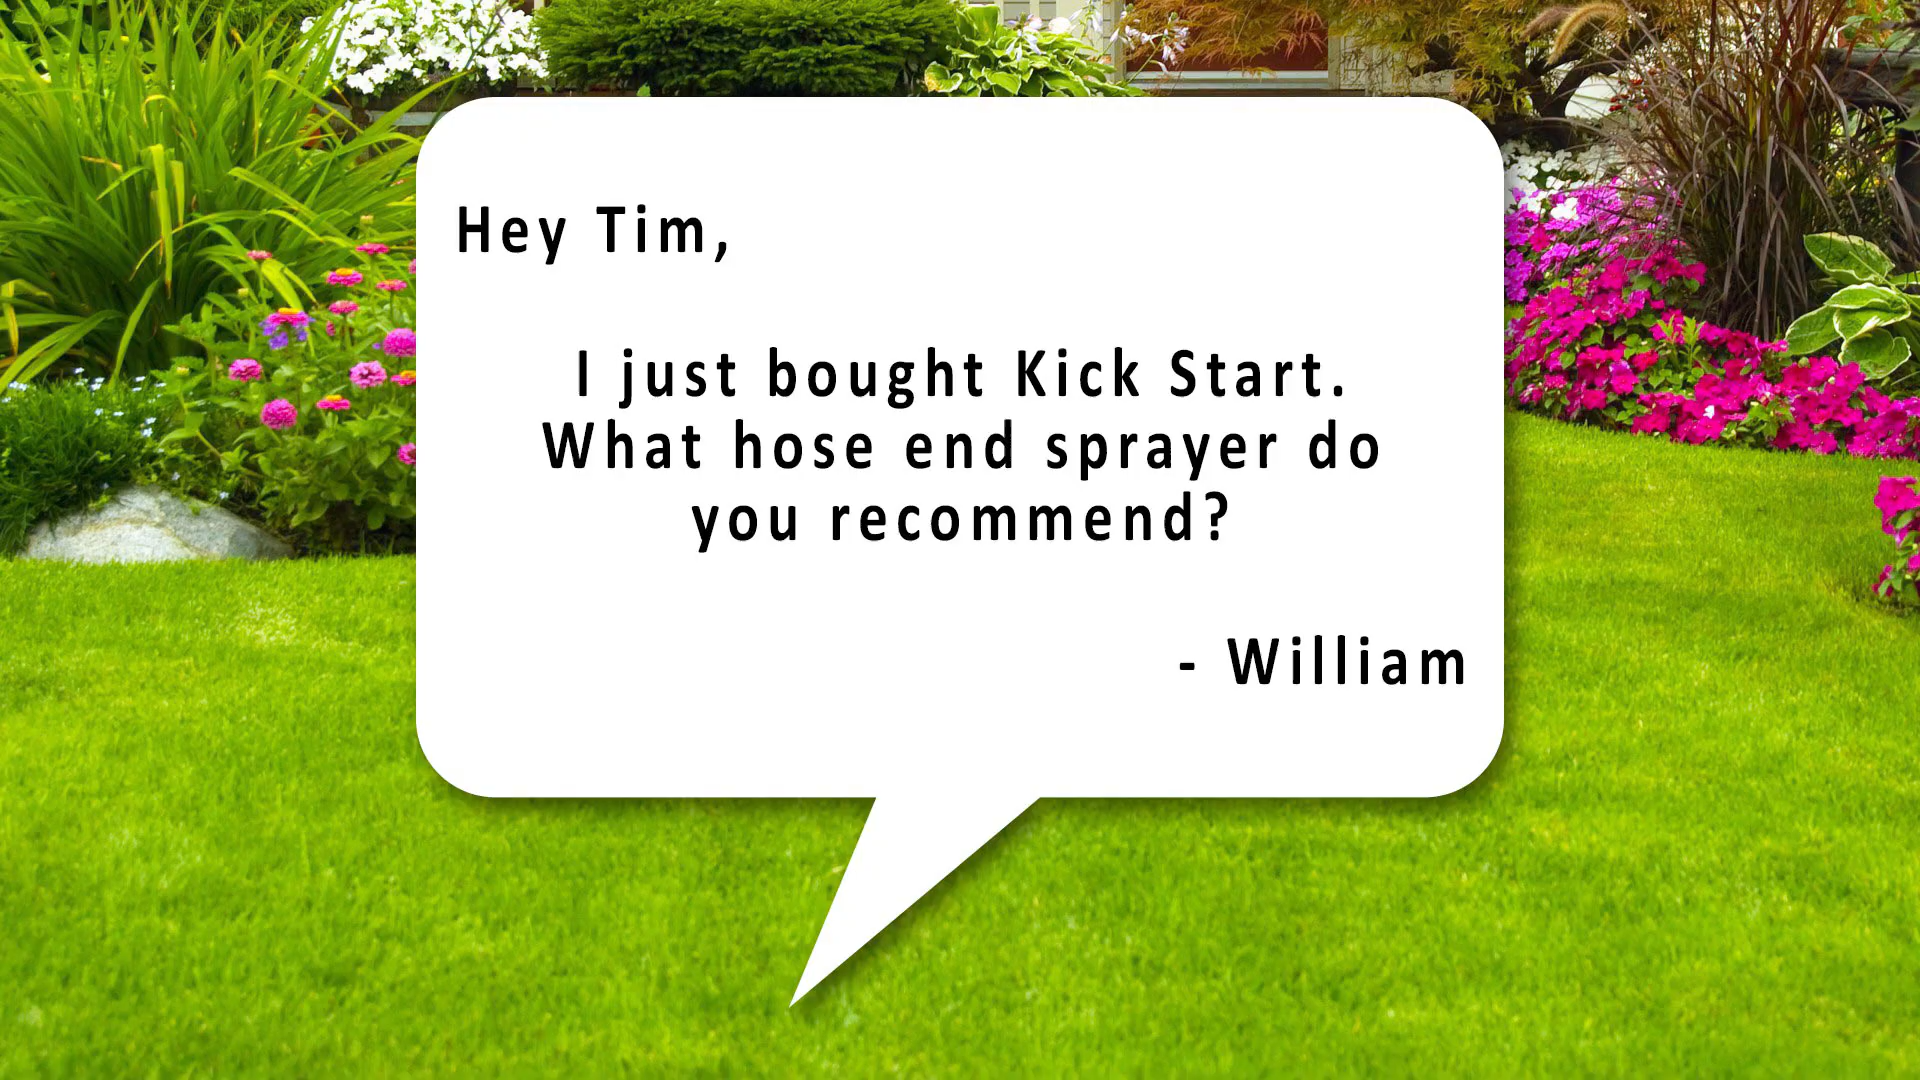 Hey Tim,
I just bought Kick Start.
What hose end sprayer do
you recommend?
- William